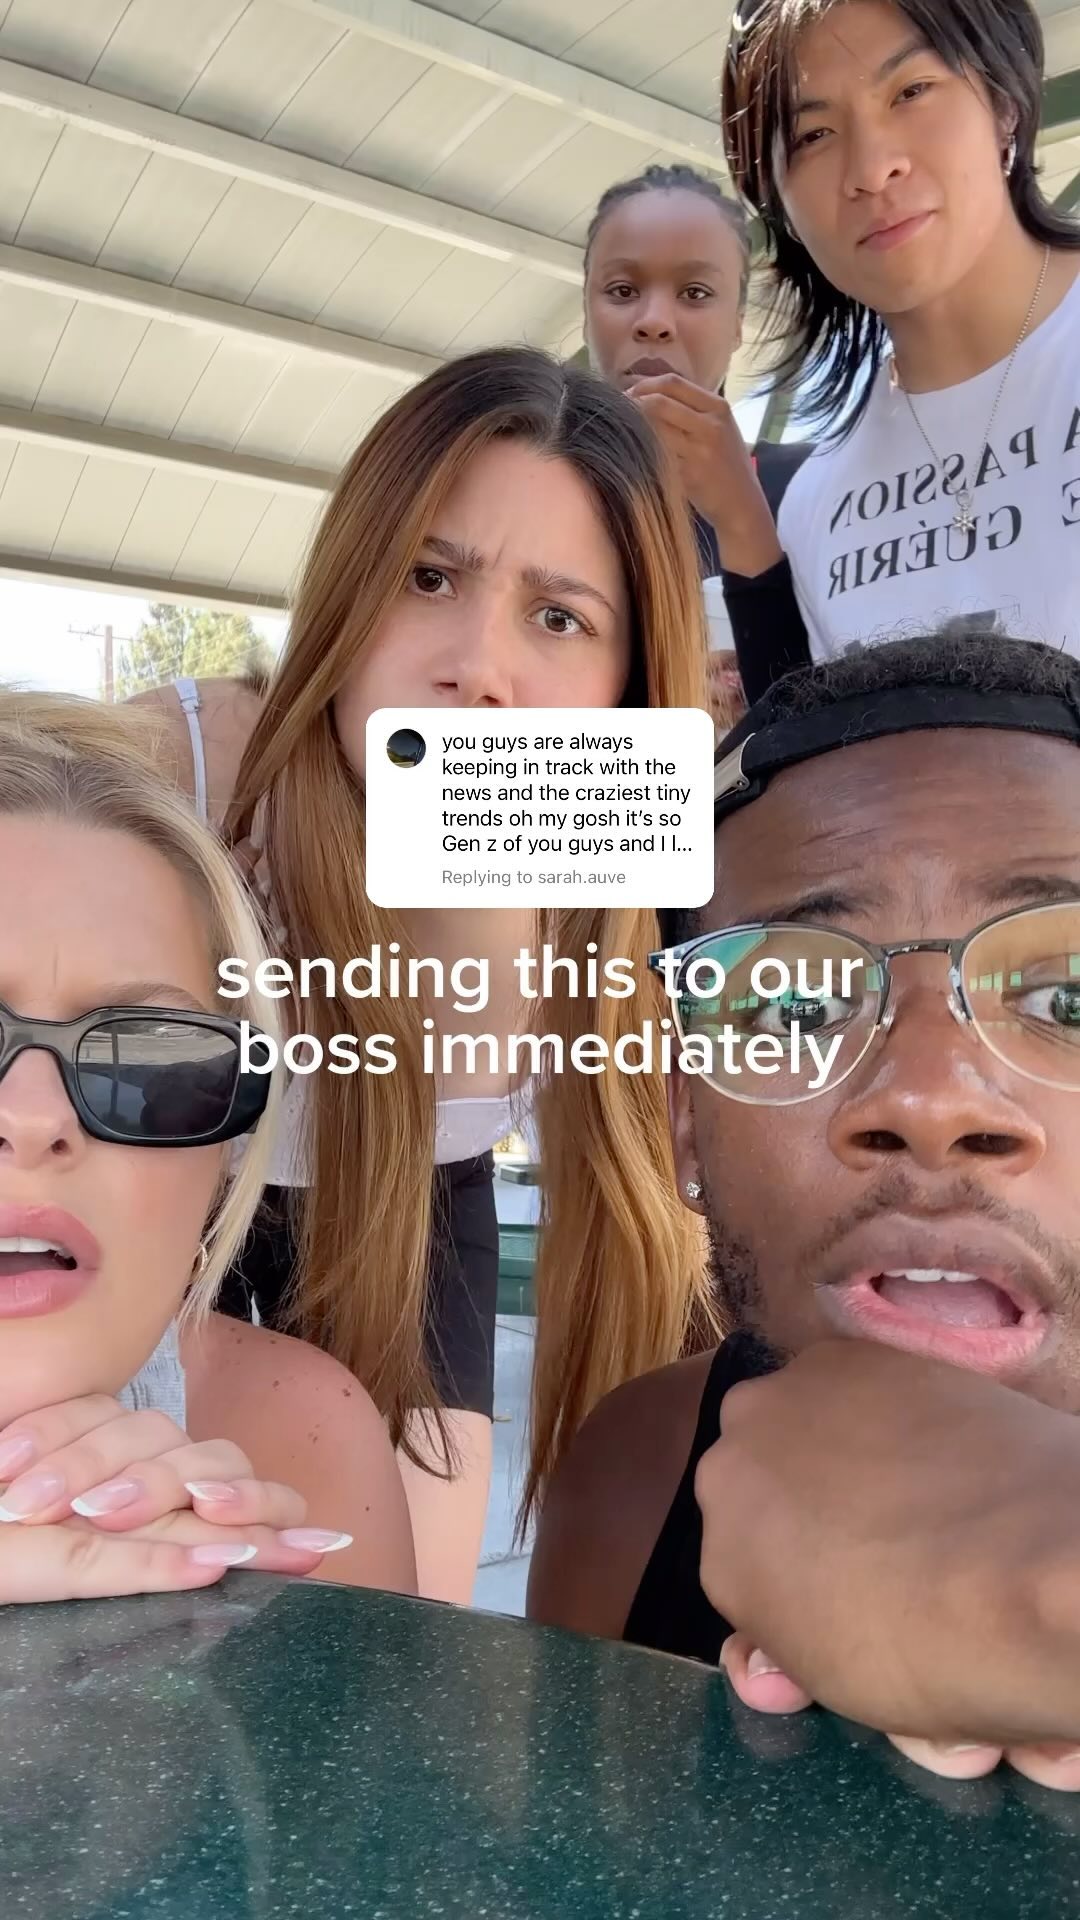 A PASSION
E GUÉRIR
you guys are always
keeping in track with the
news and the craziest tiny
trends oh my gosh it’s so
Gen z of you guys and I l...
Replying to sarah.auve
sending this to our
boss immediately